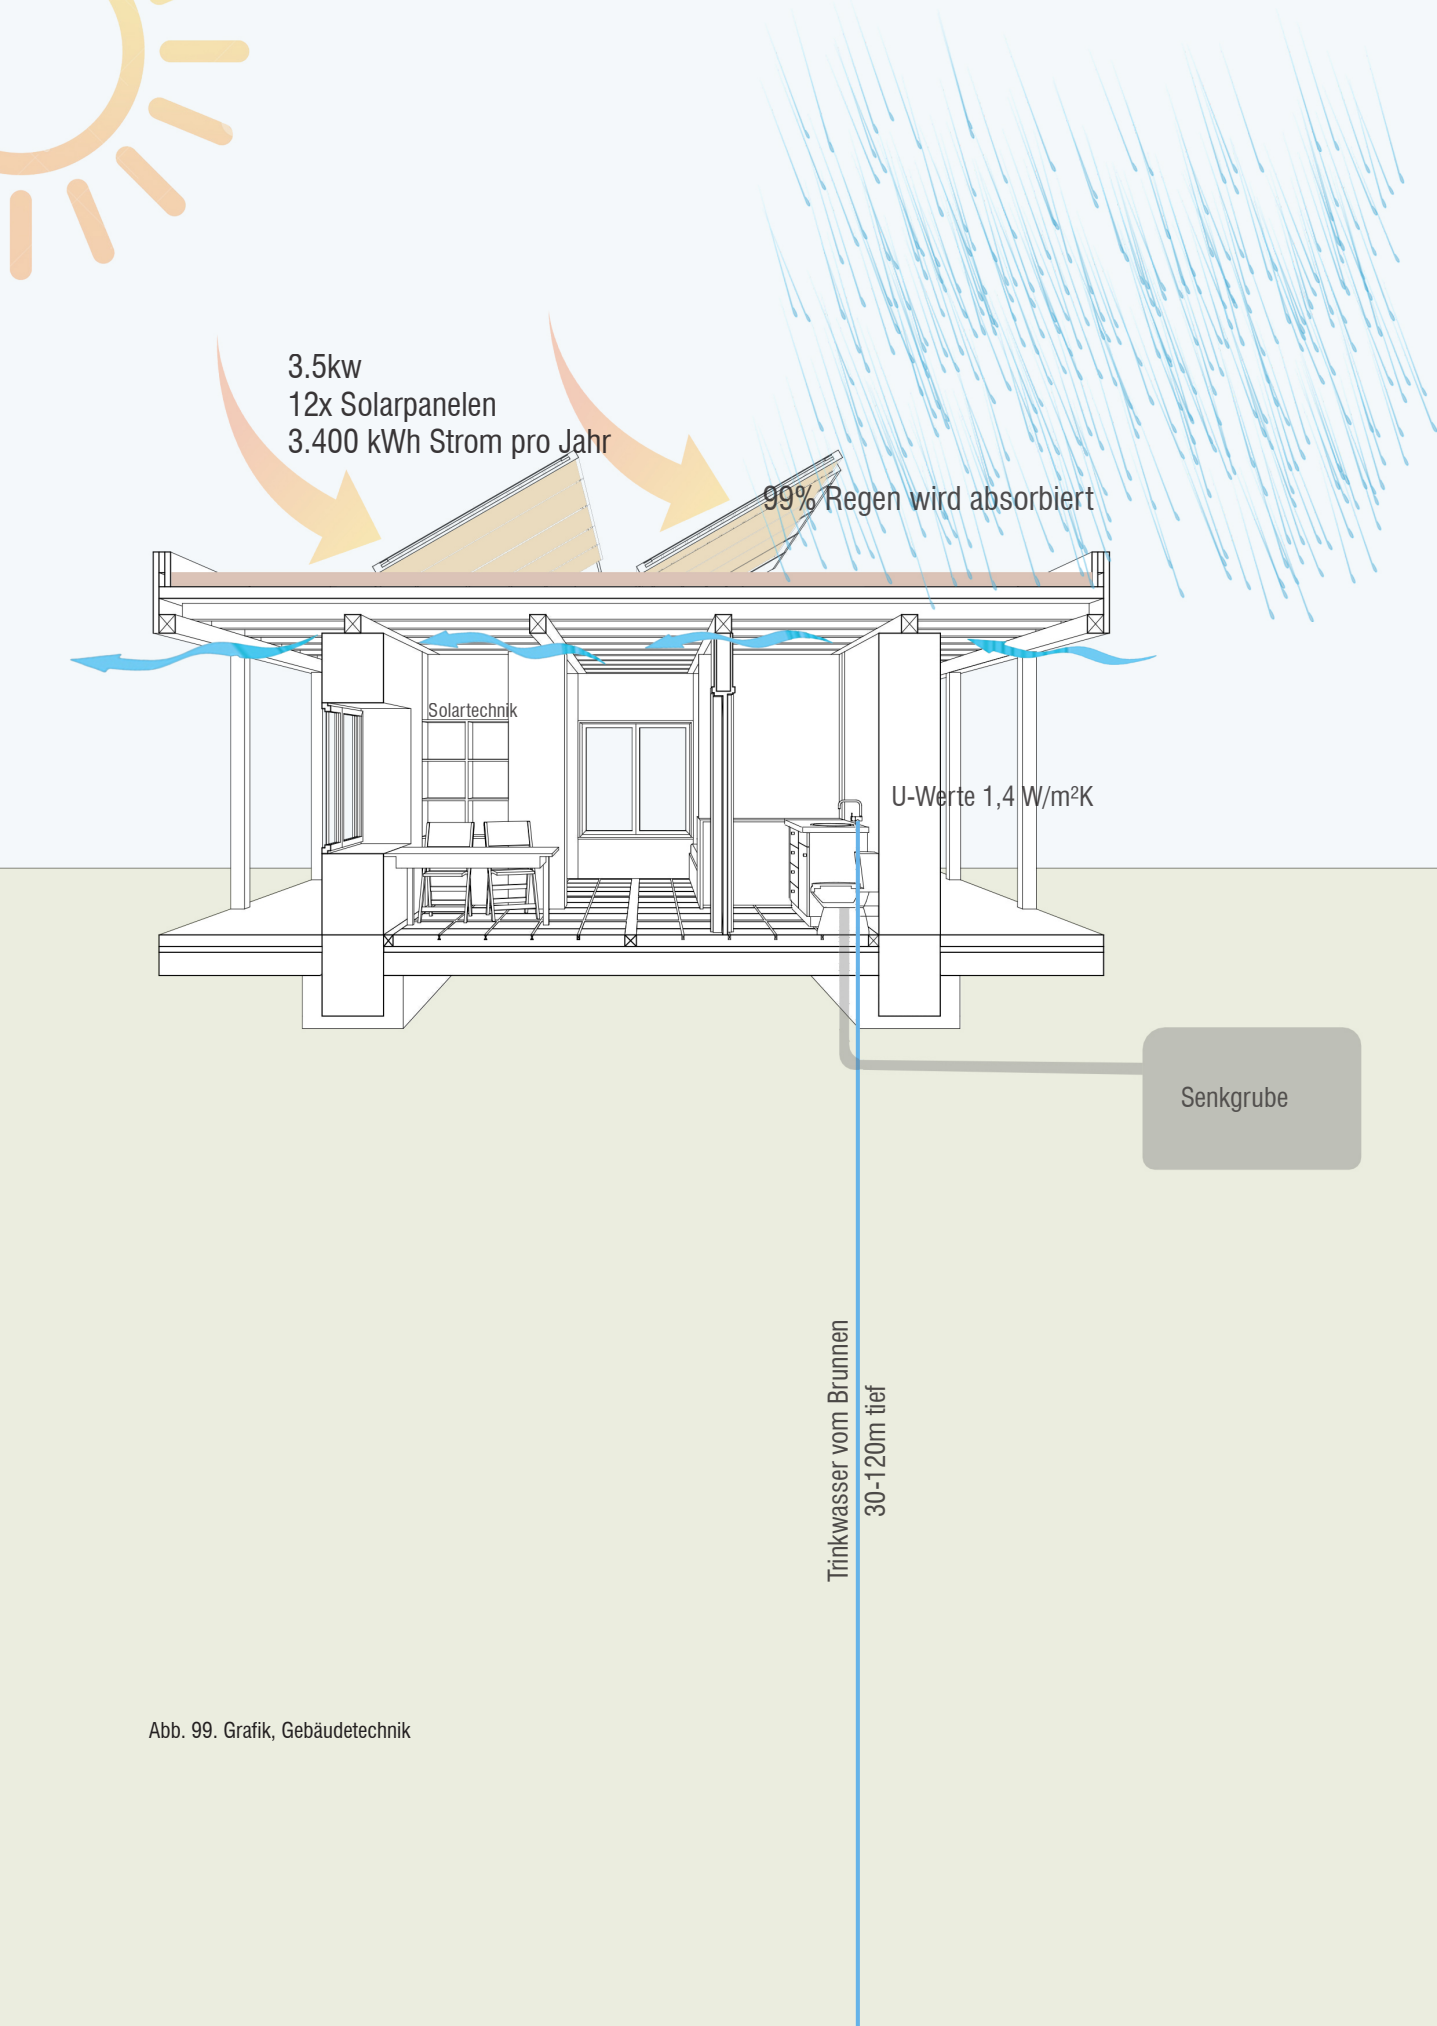 3.5kw
12x Solarpanelen
3.400 kWh Strom pro Jahr
99% Regen wird absorbiert
Solartechnik
U-Werte 1,4 W/m²K
Senkgrube
Trinkwasser vom Brunnen
30-120m tief
Abb. 99. Grafik, Gebäudetechnik